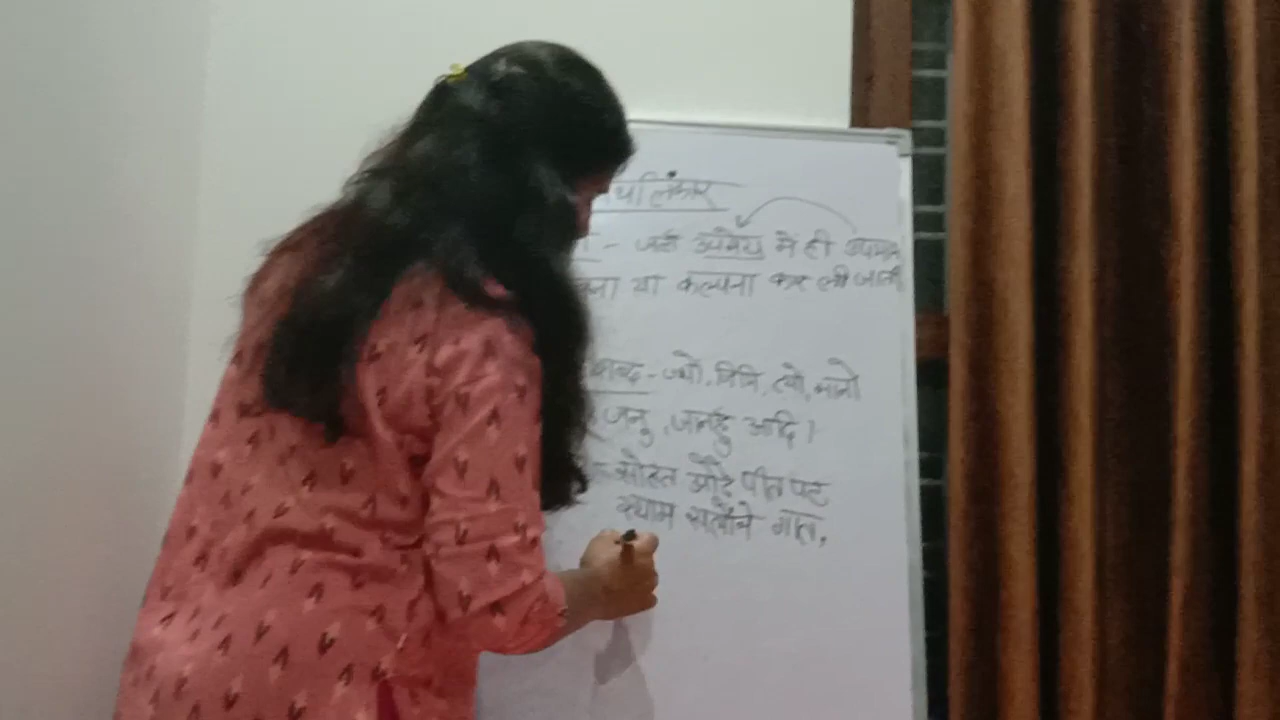 र्थालंकार
- जहाँ उपमेय में ही उपमान
या कल्पना कर ली जाती
शब्द - ज्यों, त्यों, मानो
जनु, जनहु आदि।
सोहत ओढ़े पीत पट
श्याम सलौने गात,